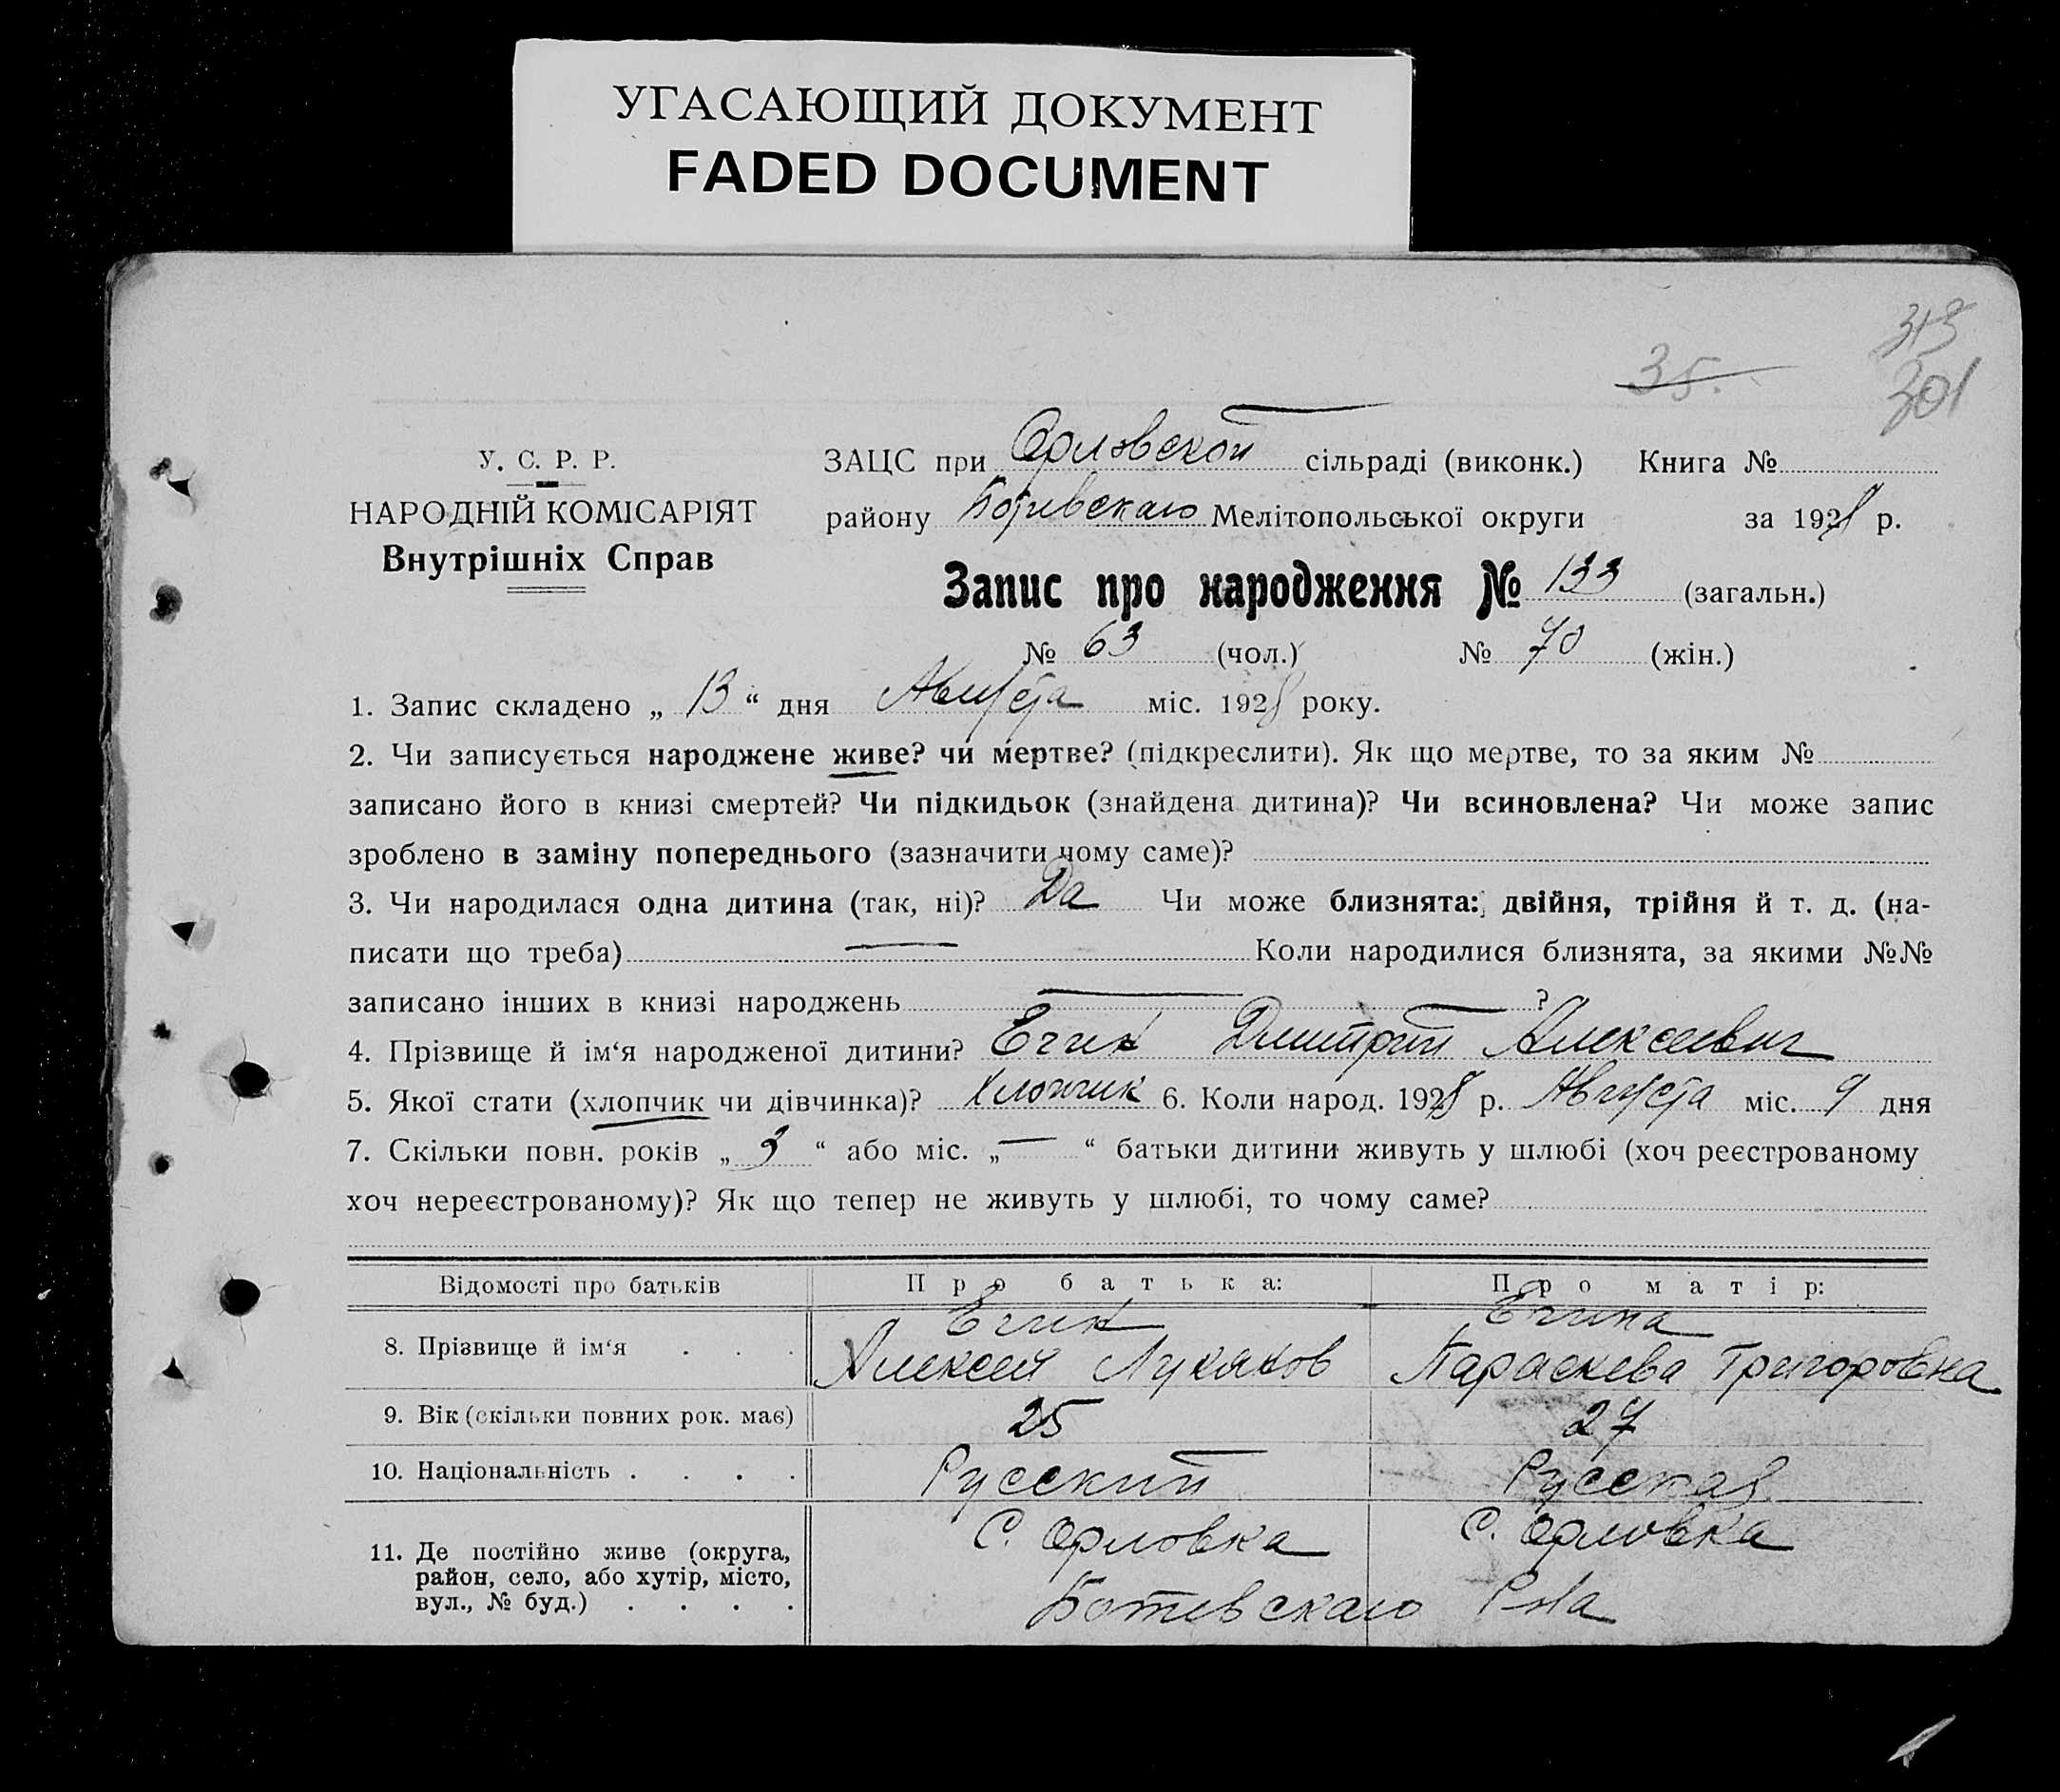 УГАСАЮЩИЙ ДОКУМЕНТ
FADED DOCUMENT
35.
301
У. С. Р. Р.
НАРОДНІЙ КОМІСАРІЯТ
Внутрішніх Справ
ЗАЦС при Орловской сільраді (виконк.) Книга №
району Ботевскаго Мелітопольської округи за 1928 р.
Запис про народження № 133 (загальн.)
№ 63 (чол.) № 70 (жін.)
1. Запис складено „ 13 “ дня Августа міс. 1928 року.
2. Чи записується народжене живе? чи мертве? (підкреслити). Як що мертве, то за яким №
записано його в книзі смертей? Чи підкидьок (знайдена дитина)? Чи всиновлена? Чи може запис
зроблено в заміну попереднього (зазначити чому саме)?
3. Чи народилася одна дитина (так, ні)? Да Чи може близнята: двійня, трійня й т. д. (на-
писати що треба) — Коли народилися близнята, за якими №№
записано інших в книзі народжень — ?
4. Прізвище й ім‘я народженої дитини? Ечин Дмитрий Алексеевич
5. Якої стати (хлопчик чи дівчинка)? Хлопчик 6. Коли народ. 1928 р. Августа міс. 9 дня
7. Скільки повн. років „ 3 “ або міс. „ — “ батьки дитини живуть у шлюбі (хоч реєстрованому
хоч нереєстрованому)? Як що тепер не живуть у шлюбі, то чому саме?
Відомості про батьків Про батька: Про матір:
8. Прізвище й ім‘я . . . Ечин Ечина
Алексей Лукянов Параскева Григоровна
9. Вік (скільки повних рок. має) 25 27
10. Національність . . . . Русский Русская
11. Де постійно живе (округа, район, село, або хутір, місто, вул., № буд.) . . . . С. Орловка С. Орловка
Ботевскаго Р-на